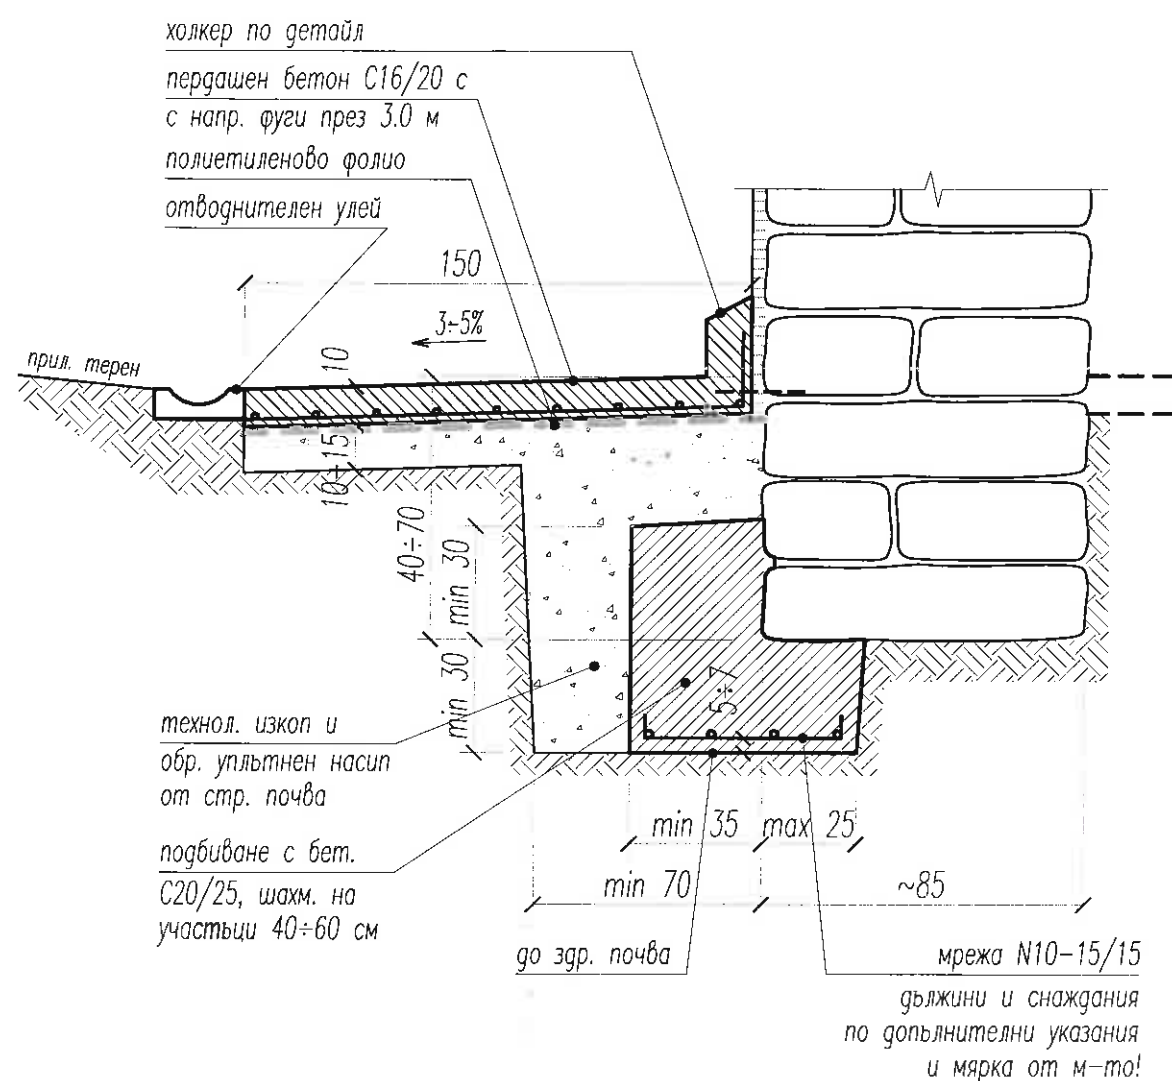 холкер по детайл
пердашен бетон C16/20 с
с напр. фуги през 3.0 м
полиетиленово фолио
отводнителен улей
150
3÷5%
прил. терен
10
10÷15
40÷70
min 30
min 30
5÷7
технол. изкоп и
обр. уплътнен насип
от стр. почва
min 35
max 25
подбиване с бет.
C20/25, шахм. на
участъци 40÷60 см
min 70
~85
до здр. почва
мрежа N10-15/15
дължини и снаждания
по допълнителни указания
и мярка от м-то!